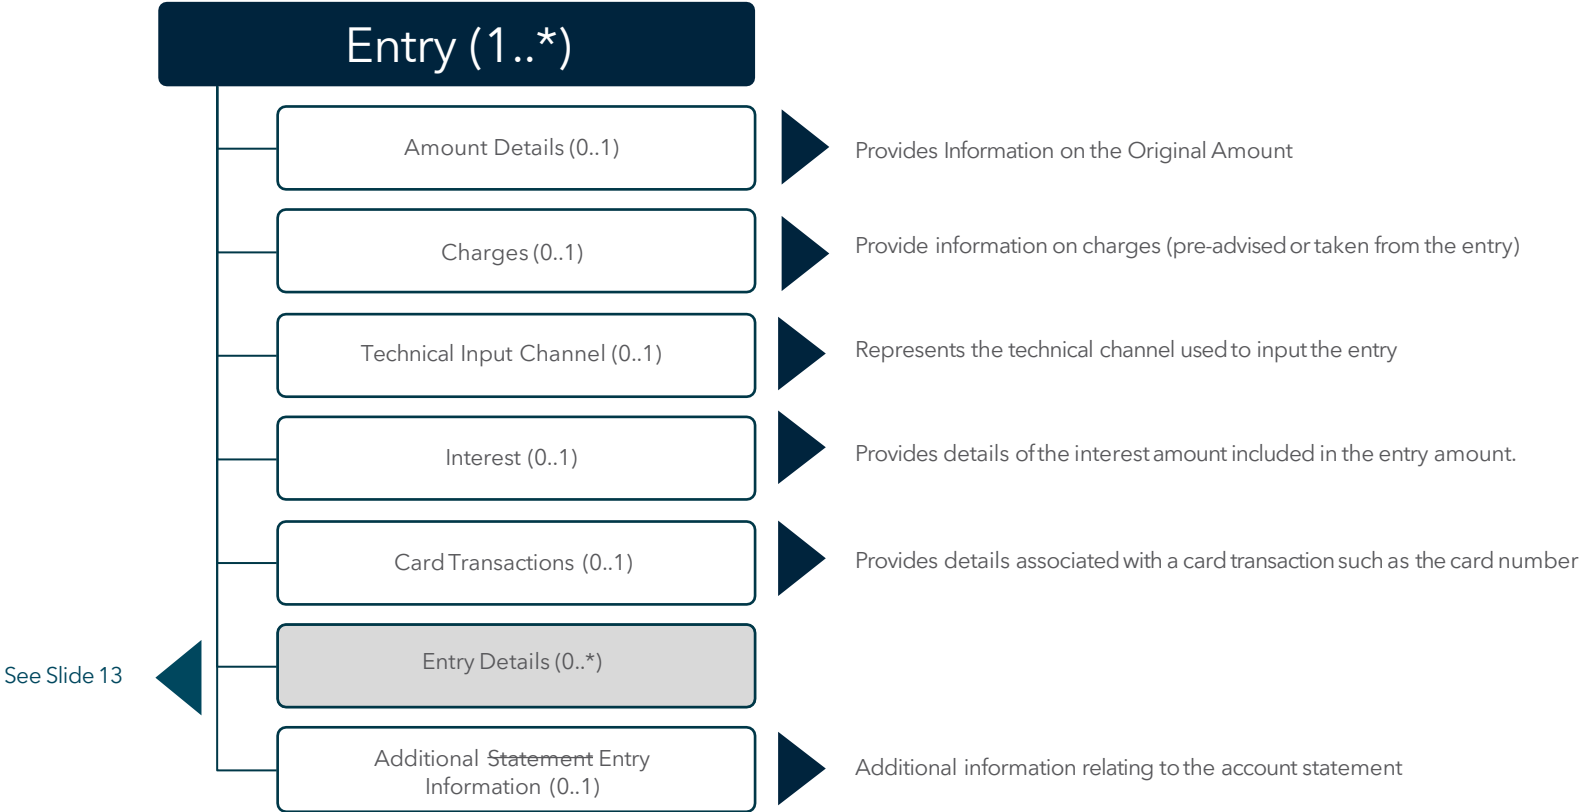 Entry (1..*)
Amount Details (0..1)
Provides Information on the Original Amount
Charges (0..1)
Provide information on charges (pre-advised or taken from the entry)
Technical Input Channel (0..1)
Represents the technical channel used to input the entry
Interest (0..1)
Provides details of the interest amount included in the entry amount.
Card Transactions (0..1)
Provides details associated with a card transaction such as the card number
Entry Details (0..*)
See Slide 13
Additional Statement Entry
Information (0..1)
Additional information relating to the account statement